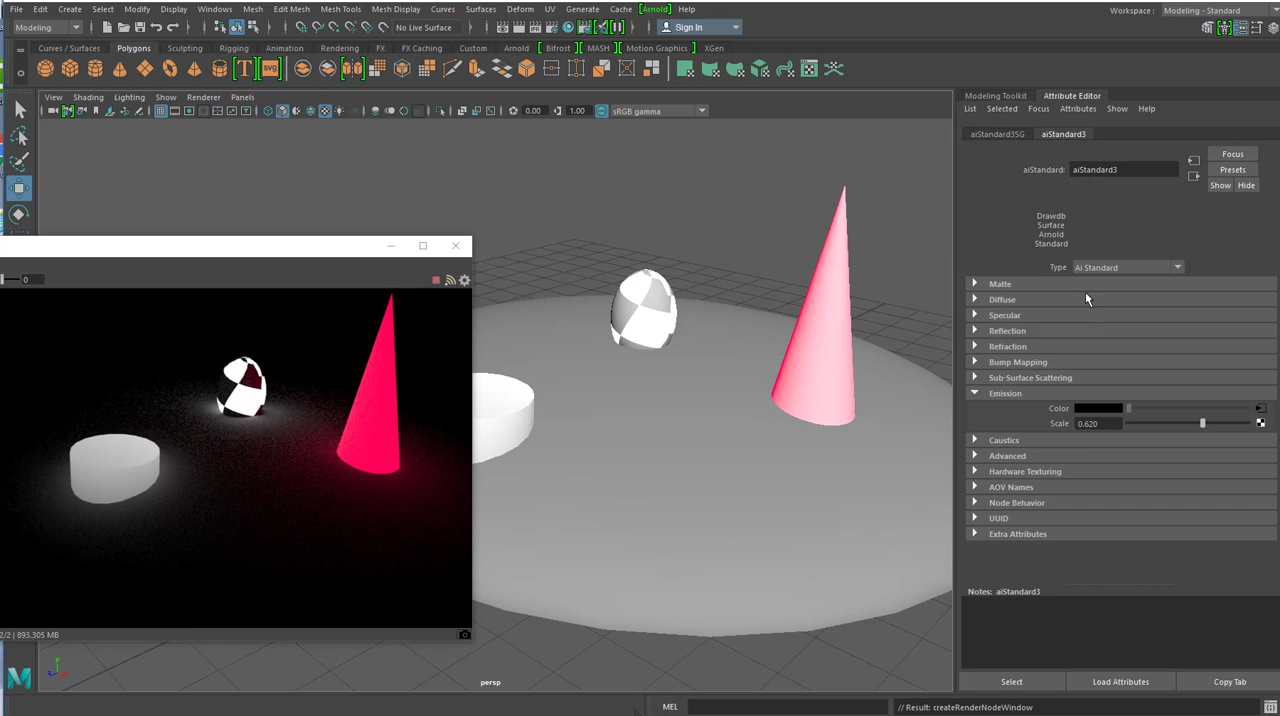 File Edit Create Select Modify Display Windows Mesh Edit Mesh Mesh Tools Mesh Display Curves Surfaces Deform UV Generate Cache [Arnold] Help
Workspace : Modeling - Standard
Modeling
No Live Surface
Sign In
Curves / Surfaces Polygons Sculpting Rigging Animation Rendering FX FX Caching Custom Arnold Bifrost MASH Motion Graphics XGen
T SVG
View Shading Lighting Show Renderer Panels
0.00 1.00 sRGB gamma
Modeling Toolkit Attribute Editor
List Selected Focus Attributes Show Help
aiStandard3SG aiStandard3
aiStandard: aiStandard3
Focus
Presets
Show Hide
Drawdb
Surface
Arnold
Standard
Type Ai Standard
Matte
Diffuse
Specular
Reflection
Refraction
Bump Mapping
Sub-Surface Scattering
Emission
Color
Scale 0.620
Caustics
Advanced
Hardware Texturing
AOV Names
Node Behavior
UUID
Extra Attributes
Notes: aiStandard3
Select Load Attributes Copy Tab
0
2/2 | 893.305 MB
y
M
persp
MEL
// Result: createRenderNodeWindow